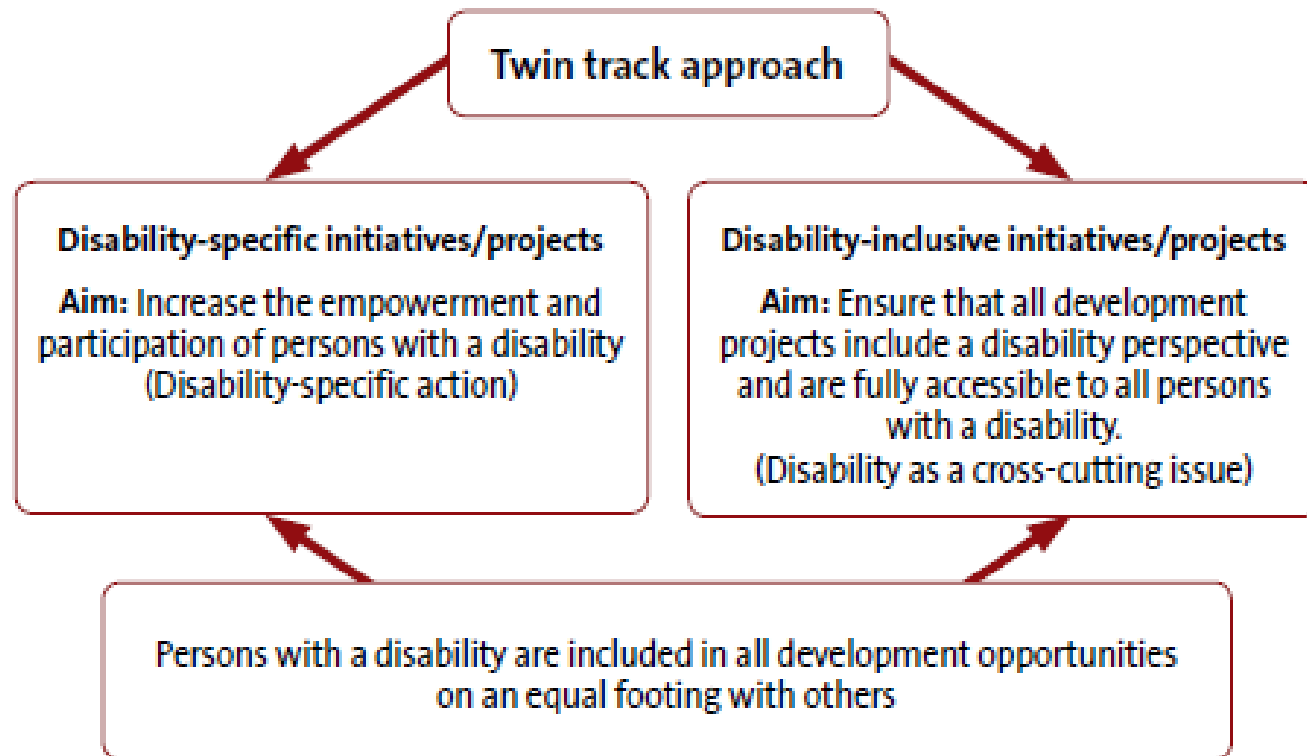 Twin track approach
Disability-specific initiatives/projects
Aim: Increase the empowerment and
participation of persons with a disability
(Disability-specific action)
Disability-inclusive initiatives/projects
Aim: Ensure that all development
projects include a disability perspective
and are fully accessible to all persons
with a disability.
(Disability as a cross-cutting issue)
Persons with a disability are included in all development opportunities
on an equal footing with others